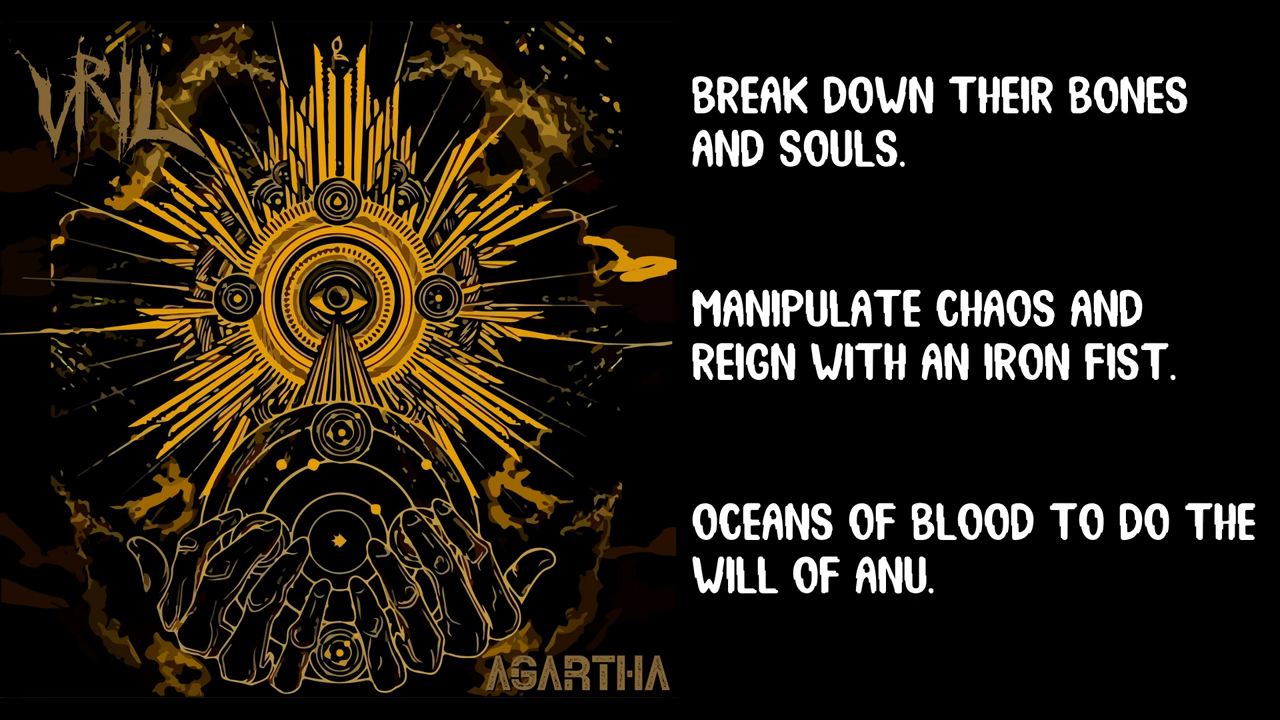 VRIL
BREAK DOWN THEIR BONES
AND SOULS.
MANIPULATE CHAOS AND
REIGN WITH AN IRON FIST.
OCEANS OF BLOOD TO DO THE
WILL OF ANU.
AGARTHA